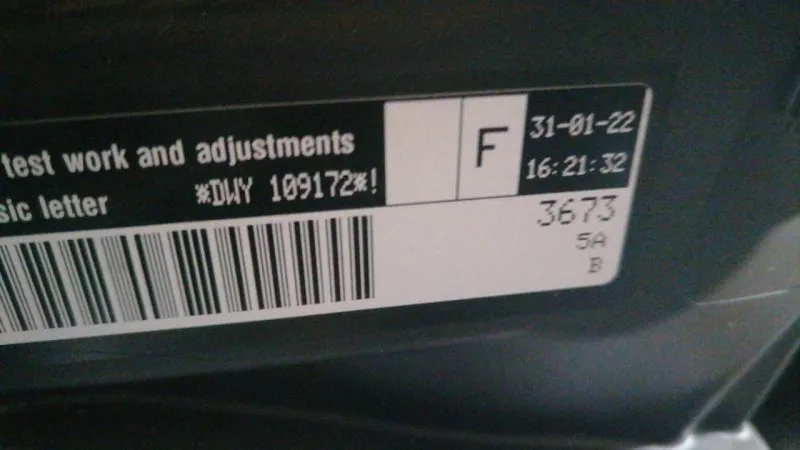 test work and adjustments
sic letter
*DWY 109172*!
F
31-01-22
16:21:32
3673
5A
B